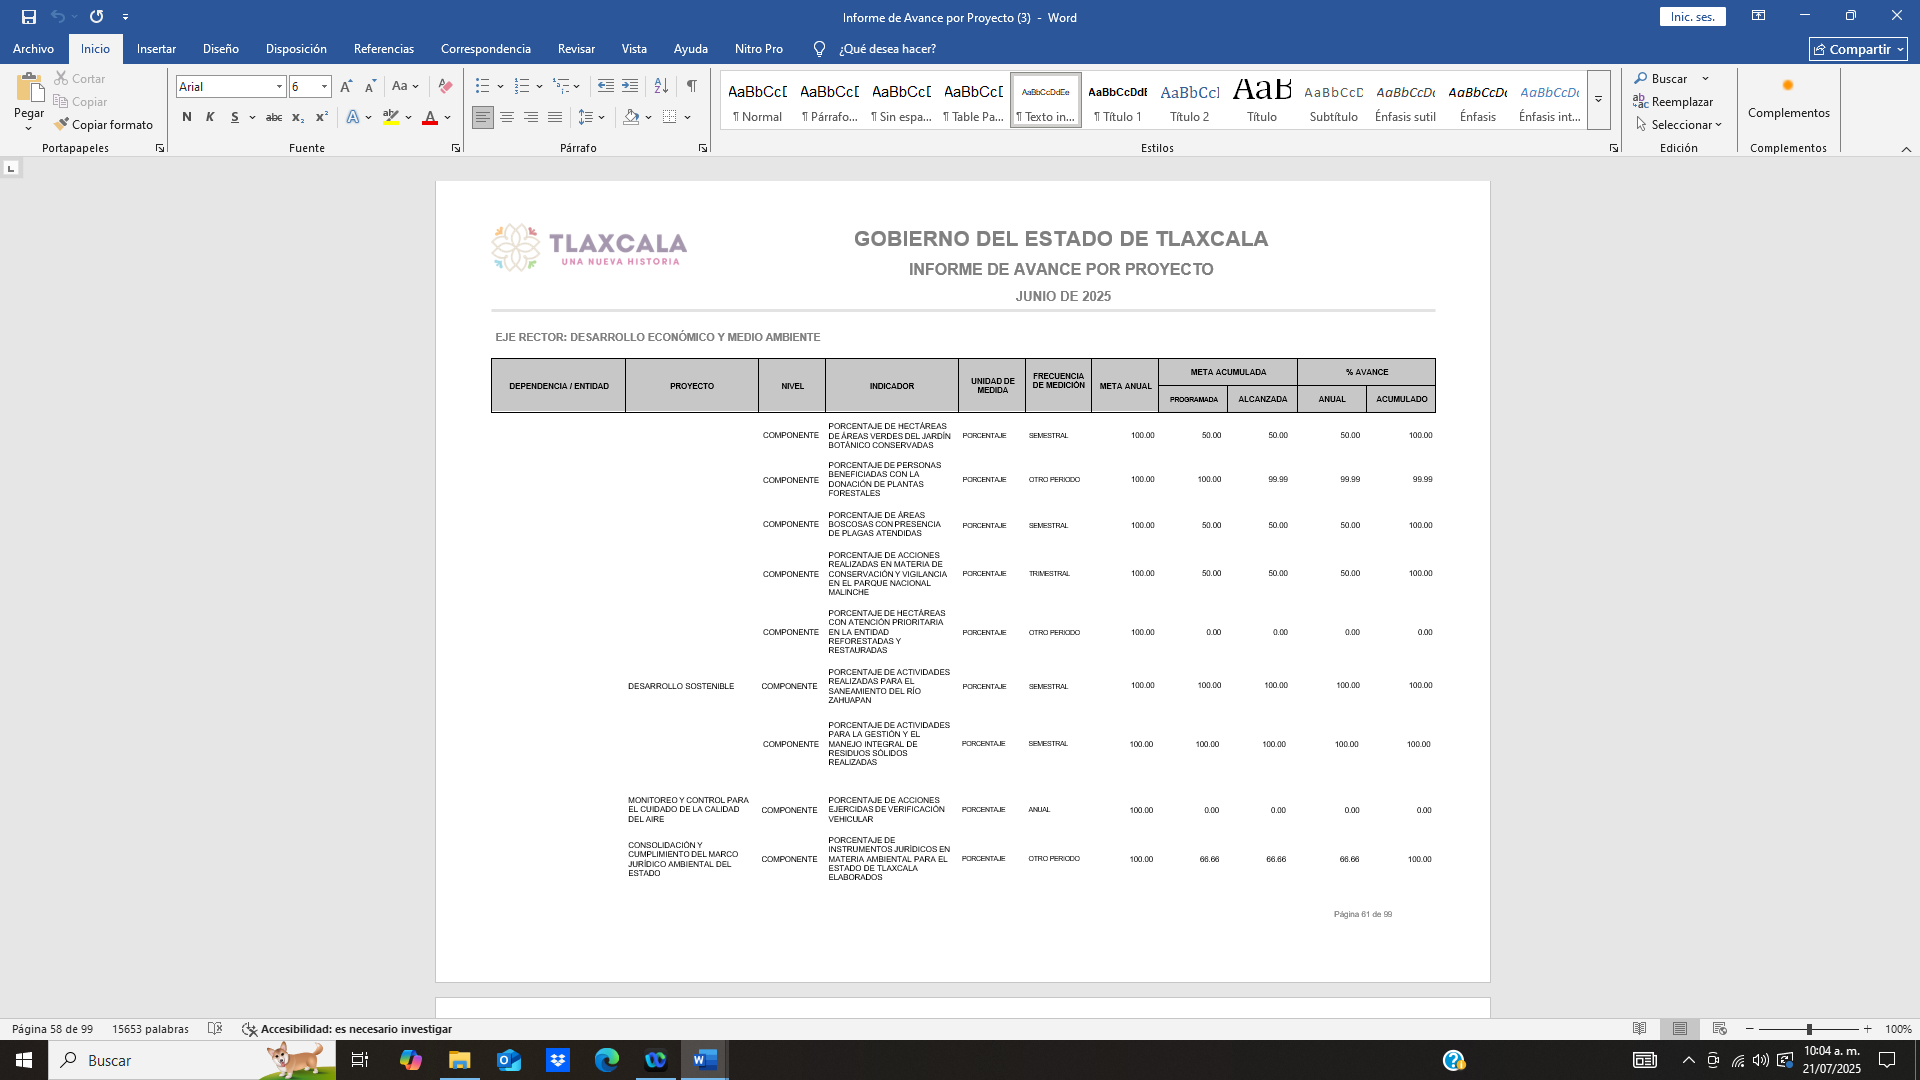 Informe de Avance por Proyecto (3) - Word
Inic. ses.
Archivo Inicio Insertar Diseño Disposición Referencias Correspondencia Revisar Vista Ayuda Nitro Pro ¿Qué desea hacer? Compartir
Pegar
Cortar
Copiar
Copiar formato
Portapapeles
Arial 6
Fuente
Párrafo
AaBbCcI AaBbCcI AaBbCcI AaBbCcI AaBbCcDdEe AaBbCcDdE AaBbCcI AaB AaBbCcD AaBbCcDc AaBbCcDc AaBbCcDc
¶ Normal ¶ Párrafo... ¶ Sin espa... ¶ Table Pa... ¶ Texto in... ¶ Título 1 Título 2 Título Subtítulo Énfasis sutil Énfasis Énfasis int...
Estilos
Buscar
Reemplazar
Seleccionar
Edición
Complementos
Complementos
TLAXCALA
UNA NUEVA HISTORIA
GOBIERNO DEL ESTADO DE TLAXCALA
INFORME DE AVANCE POR PROYECTO
JUNIO DE 2025
EJE RECTOR: DESARROLLO ECONÓMICO Y MEDIO AMBIENTE
DEPENDENCIA / ENTIDAD PROYECTO NIVEL INDICADOR UNIDAD DE MEDIDA FRECUENCIA DE MEDICIÓN META ANUAL META ACUMULADA % AVANCE
PROGRAMADA ALCANZADA ANUAL ACUMULADO
COMPONENTE PORCENTAJE DE HECTÁREAS DE ÁREAS VERDES DEL JARDÍN BOTÁNICO CONSERVADAS PORCENTAJE SEMESTRAL 100.00 50.00 50.00 50.00 100.00
COMPONENTE PORCENTAJE DE PERSONAS BENEFICIADAS CON LA DONACIÓN DE PLANTAS FORESTALES PORCENTAJE OTRO PERIODO 100.00 100.00 99.99 99.99 99.99
COMPONENTE PORCENTAJE DE ÁREAS BOSCOSAS CON PRESENCIA DE PLAGAS ATENDIDAS PORCENTAJE SEMESTRAL 100.00 50.00 50.00 50.00 100.00
COMPONENTE PORCENTAJE DE ACCIONES REALIZADAS EN MATERIA DE CONSERVACIÓN Y VIGILANCIA EN EL PARQUE NACIONAL MALINCHE PORCENTAJE TRIMESTRAL 100.00 50.00 50.00 50.00 100.00
COMPONENTE PORCENTAJE DE HECTÁREAS CON ATENCIÓN PRIORITARIA EN LA ENTIDAD REFORESTADAS Y RESTAURADAS PORCENTAJE OTRO PERIODO 100.00 0.00 0.00 0.00 0.00
DESARROLLO SOSTENIBLE COMPONENTE PORCENTAJE DE ACTIVIDADES REALIZADAS PARA EL SANEAMIENTO DEL RÍO ZAHUAPAN PORCENTAJE SEMESTRAL 100.00 100.00 100.00 100.00 100.00
COMPONENTE PORCENTAJE DE ACTIVIDADES PARA LA GESTIÓN Y EL MANEJO INTEGRAL DE RESIDUOS SÓLIDOS REALIZADAS PORCENTAJE SEMESTRAL 100.00 100.00 100.00 100.00 100.00
MONITOREO Y CONTROL PARA EL CUIDADO DE LA CALIDAD DEL AIRE COMPONENTE PORCENTAJE DE ACCIONES EJERCIDAS DE VERIFICACIÓN VEHICULAR PORCENTAJE ANUAL 100.00 0.00 0.00 0.00 0.00
CONSOLIDACIÓN Y CUMPLIMIENTO DEL MARCO JURÍDICO AMBIENTAL DEL ESTADO COMPONENTE PORCENTAJE DE INSTRUMENTOS JURÍDICOS EN MATERIA AMBIENTAL PARA EL ESTADO DE TLAXCALA ELABORADOS PORCENTAJE OTRO PERIODO 100.00 66.66 66.66 66.66 100.00
Página 61 de 99
Página 58 de 99 15653 palabras Accesibilidad: es necesario investigar 100%
Buscar
10:04 a. m.
21/07/2025